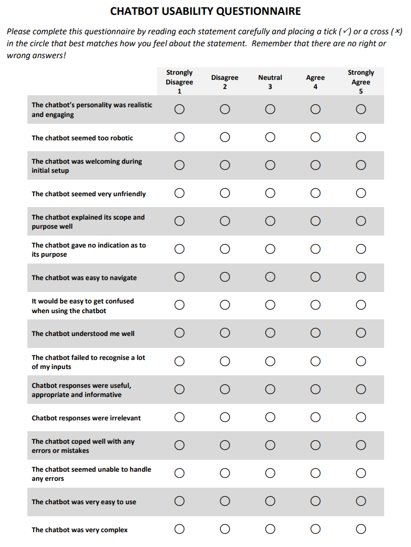 CHATBOT USABILITY QUESTIONNAIRE
Please complete this questionnaire by reading each statement carefully and placing a tick (✓) or a cross (×)
in the circle that best matches how you feel about the statement.  Remember that there are no right or
wrong answers!
Strongly Disagree 1
Disagree 2
Neutral 3
Agree 4
Strongly Agree 5
The chatbot's personality was realistic
and engaging
The chatbot seemed too robotic
The chatbot was welcoming during
initial setup
The chatbot seemed very unfriendly
The chatbot explained its scope and
purpose well
The chatbot gave no indication as to
its purpose
The chatbot was easy to navigate
It would be easy to get confused
when using the chatbot
The chatbot understood me well
The chatbot failed to recognise a lot
of my inputs
Chatbot responses were useful,
appropriate and informative
Chatbot responses were irrelevant
The chatbot coped well with any
errors or mistakes
The chatbot seemed unable to handle
any errors
The chatbot was very easy to use
The chatbot was very complex